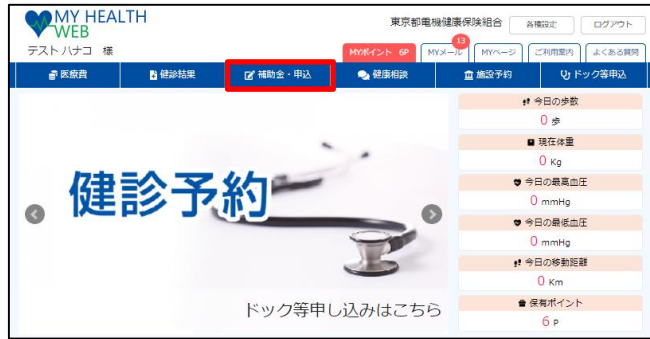 MY HEALTH WEB
東京都電機健康保険組合
各種設定
ログアウト
テスト ハナコ 様
MYポイント 6P
MYメール
13
MYページ
ご利用案内
よくある質問
医療費
健診結果
補助金・申込
健康相談
施設予約
ドック等申込
健診予約
ドック等申し込みはこちら
今日の歩数
0 歩
現在体重
0 Kg
今日の最高血圧
0 mmHg
今日の最低血圧
0 mmHg
今日の移動距離
0 Km
保有ポイント
6 P